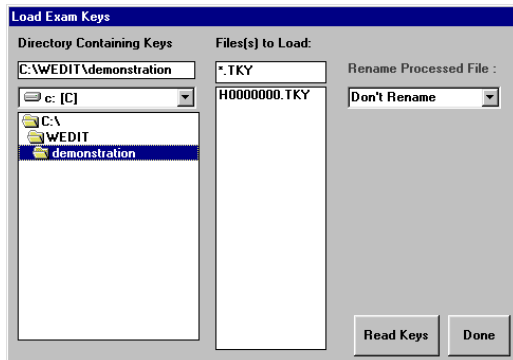 Load Exam Keys
Directory Containing Keys
Files(s) to Load:
C:\WEDIT\demonstration
*.TKY
Rename Processed File :
c: [C]
H0000000.TKY
Don't Rename
C:\
WEDIT
demonstration
Read Keys
Done